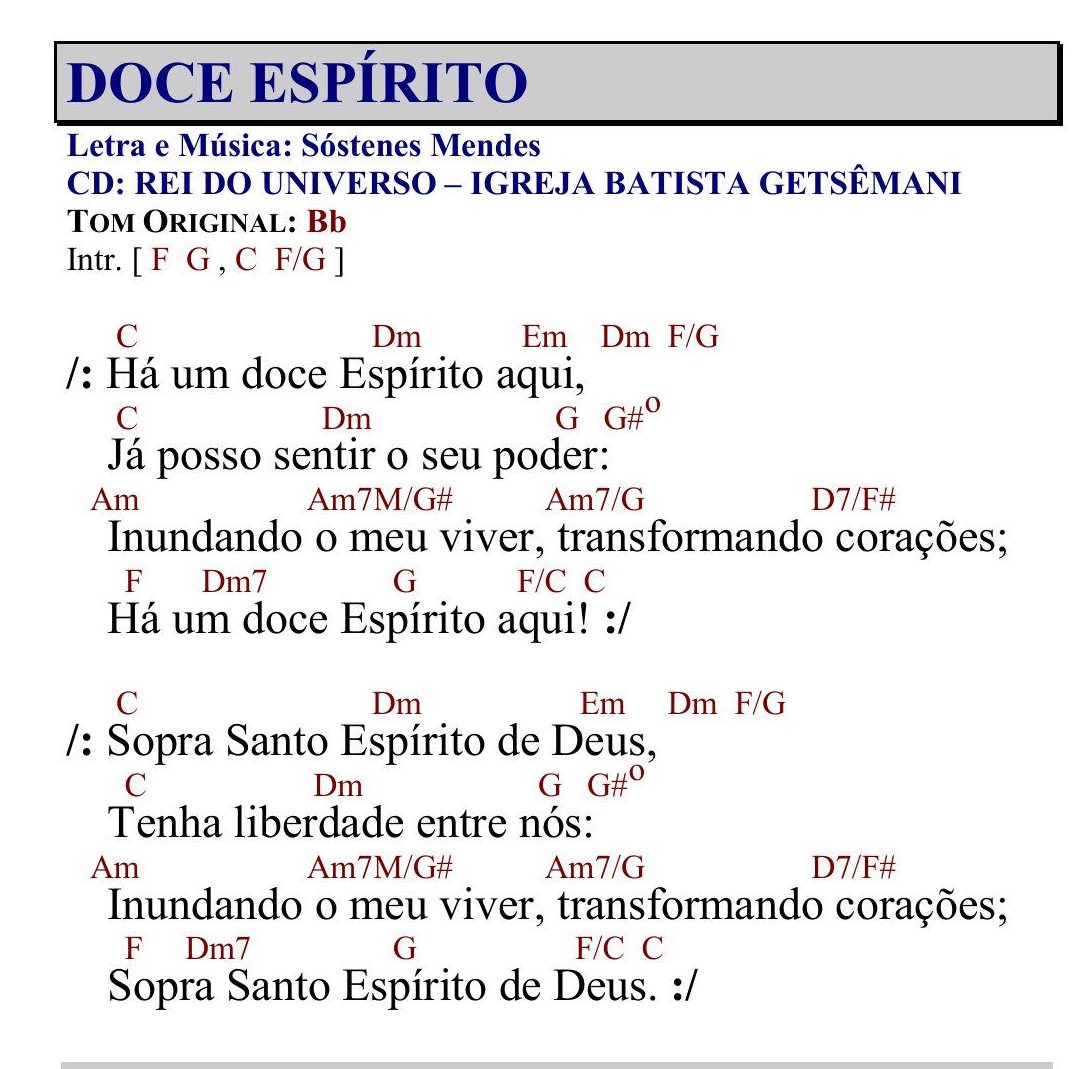 DOCE ESPÍRITO
Letra e Música: Sóstenes Mendes
CD: REI DO UNIVERSO – IGREJA BATISTA GETSÊMANI
TOM ORIGINAL: Bb
Intr. [ F G , C F/G ]
C Dm Em Dm F/G
/: Há um doce Espírito aqui,
C Dm G G#º
Já posso sentir o seu poder:
Am Am7M/G# Am7/G D7/F#
Inundando o meu viver, transformando corações;
F Dm7 G F/C C
Há um doce Espírito aqui! :/
C Dm Em Dm F/G
/: Sopra Santo Espírito de Deus,
C Dm G G#º
Tenha liberdade entre nós:
Am Am7M/G# Am7/G D7/F#
Inundando o meu viver, transformando corações;
F Dm7 G F/C C
Sopra Santo Espírito de Deus. :/